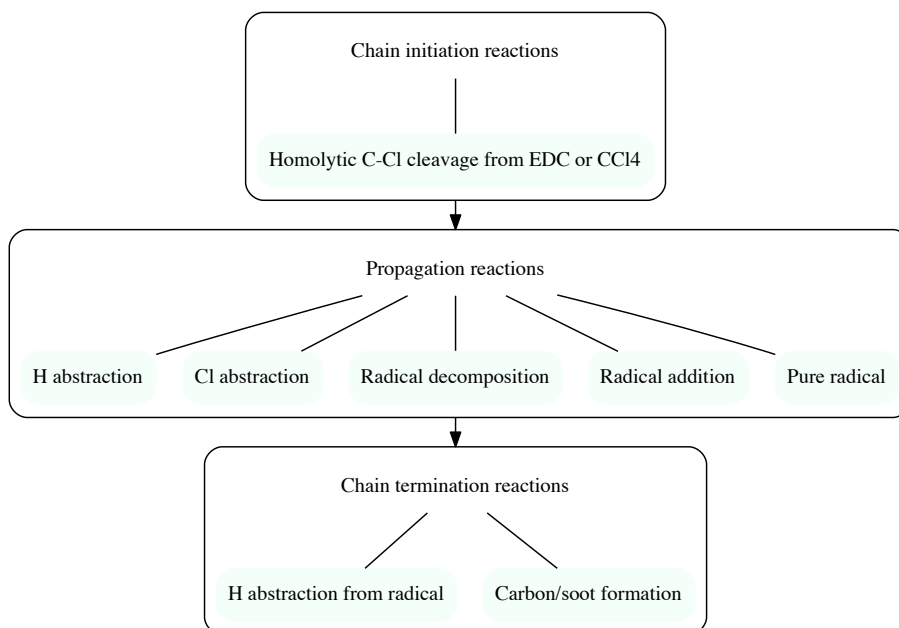 Chain initiation reactions
Homolytic C-Cl cleavage from EDC or CCl4
Propagation reactions
H abstraction
Cl abstraction
Radical decomposition
Radical addition
Pure radical
Chain termination reactions
H abstraction from radical
Carbon/soot formation